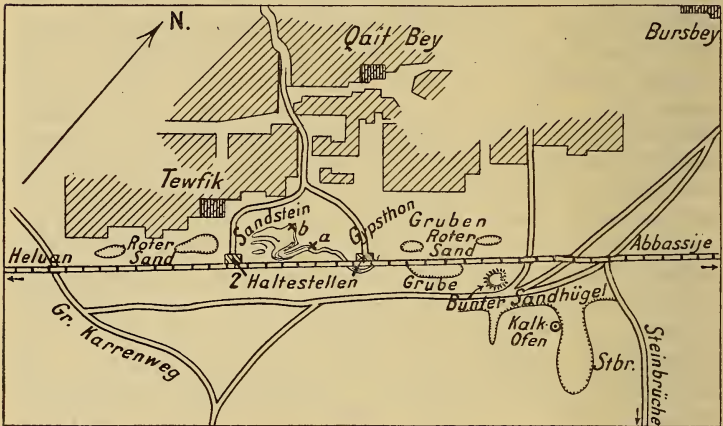 N.
Qait Bey
Bursbey
Tewfik
Sandstein
b
a
Gypsthon
Gruben
Roter
Sand
Roter
Sand
Heluan
Abbassije
2 Haltestellen
Grube
Bunter Sandhügel
Gr. Karrenweg
Kalk-
Ofen
Stbr.
Steinbrüche